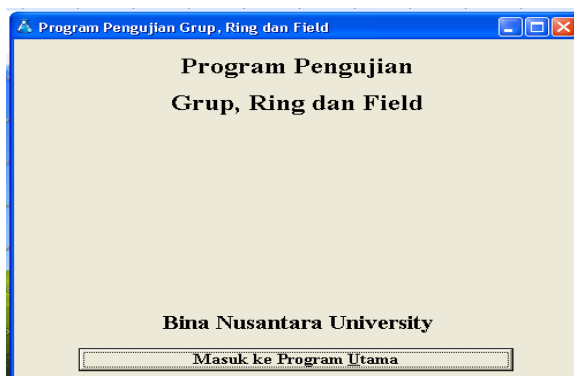 Program Pengujian Grup, Ring dan Field
Program Pengujian
Grup, Ring dan Field
Bina Nusantara University
Masuk ke Program Utama